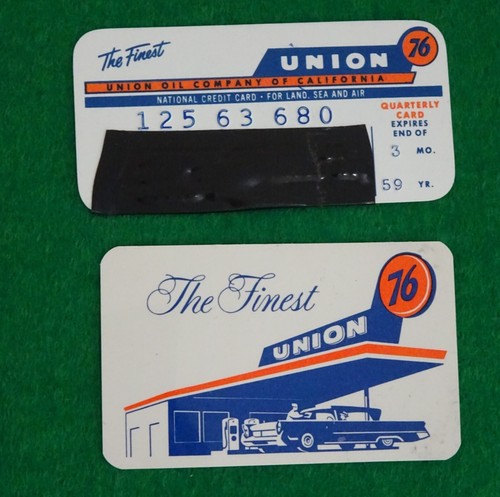 The Finest
UNION 76
UNION OIL COMPANY OF CALIFORNIA
NATIONAL CREDIT CARD - FOR LAND, SEA AND AIR
125 63 680
QUARTERLY
CARD
EXPIRES
END OF
3 MO.
59 YR.
The Finest
76
UNION